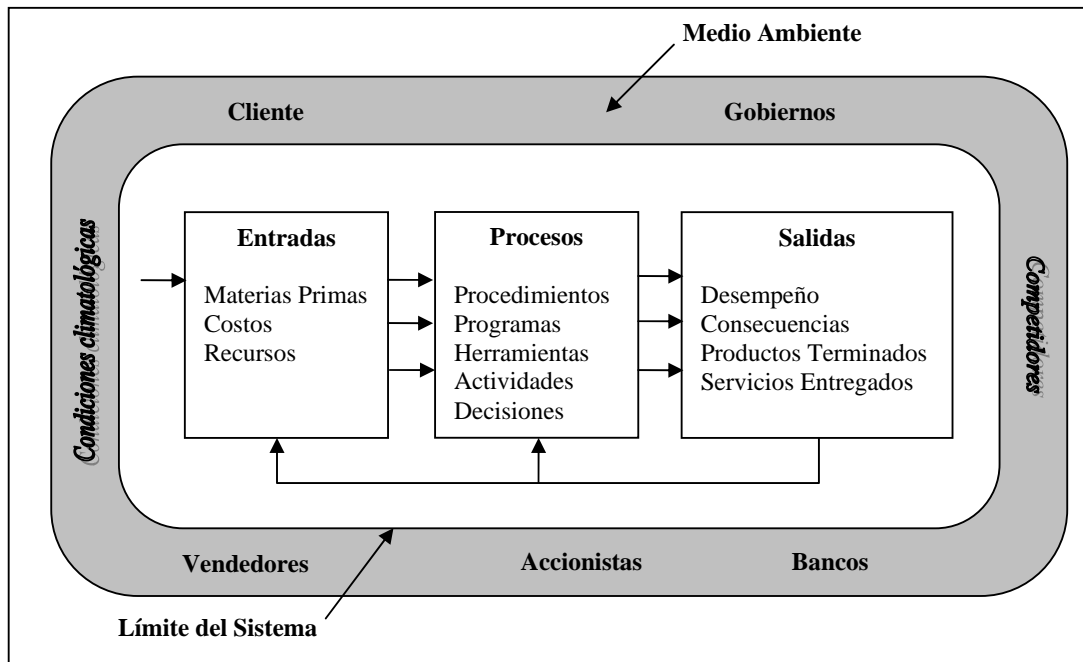 Medio Ambiente
Cliente
Gobiernos
Condiciones climatológicas
Entradas
Materias Primas
Costos
Recursos
Procesos
Procedimientos
Programas
Herramientas
Actividades
Decisiones
Salidas
Desempeño
Consecuencias
Productos Terminados
Servicios Entregados
Competidores
Vendedores
Accionistas
Bancos
Límite del Sistema